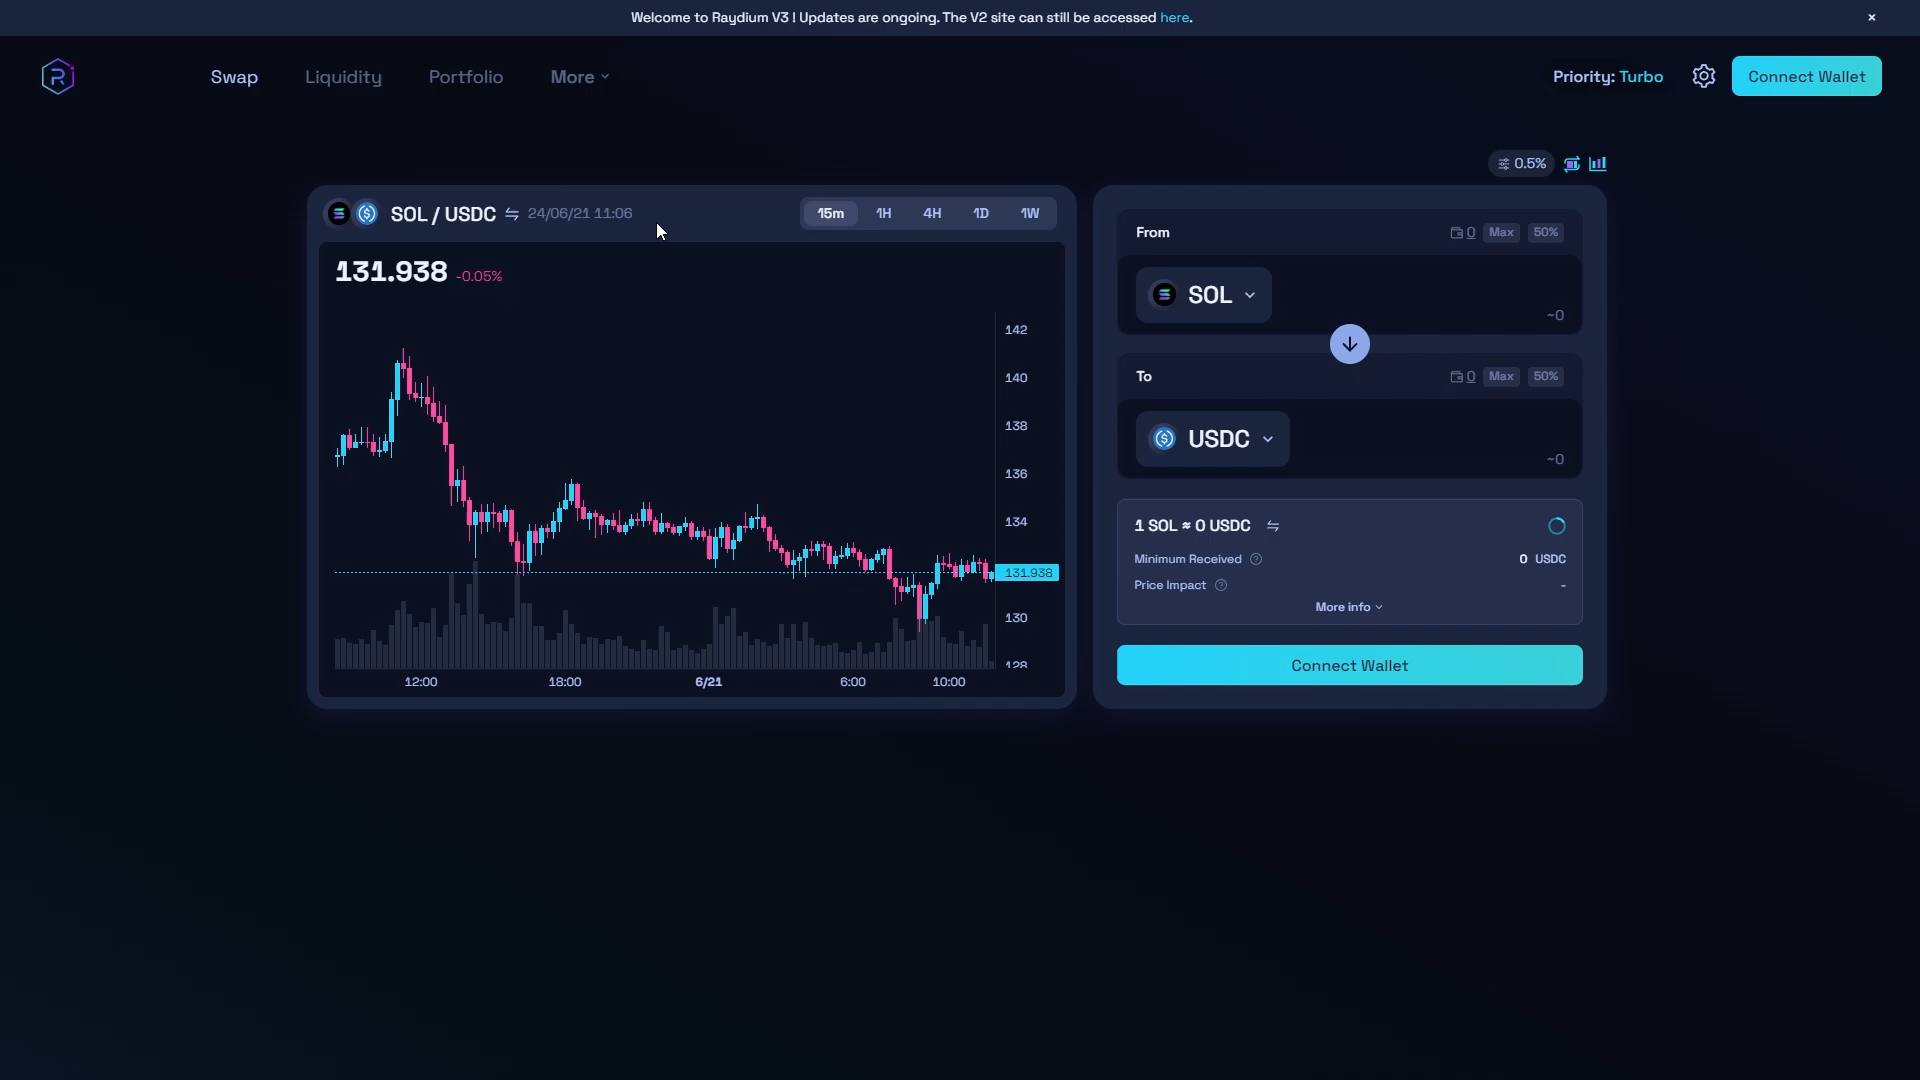 Welcome to Raydium V3 ! Updates are ongoing. The V2 site can still be accessed here.
Swap Liquidity Portfolio More
Priority: Turbo Connect Wallet
0.5%
SOL / USDC 24/06/21 11:06 15m 1H 4H 1D 1W
131.938 -0.05%
142
140
138
136
134
131.938
130
128
12:00 18:00 6/21 6:00 10:00
From 0 Max 50%
SOL
~0
To 0 Max 50%
USDC
~0
1 SOL ≈ 0 USDC
Minimum Received 0 USDC
Price Impact -
More info
Connect Wallet